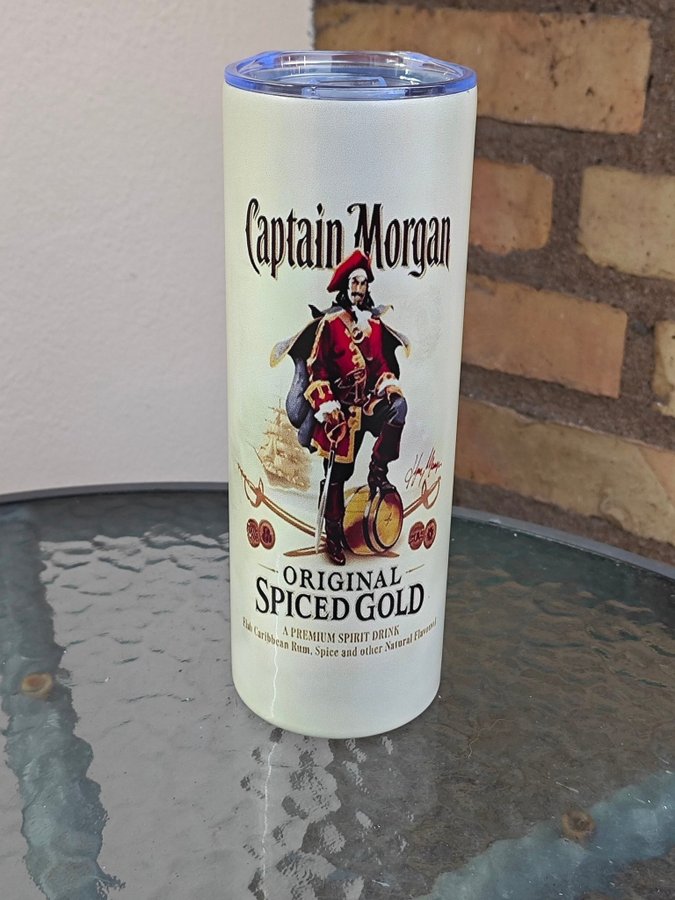 Captain Morgan
ORIGINAL
SPICED GOLD
A PREMIUM SPIRIT DRINK
Caribbean Rum, Spice and other Natural Flavours